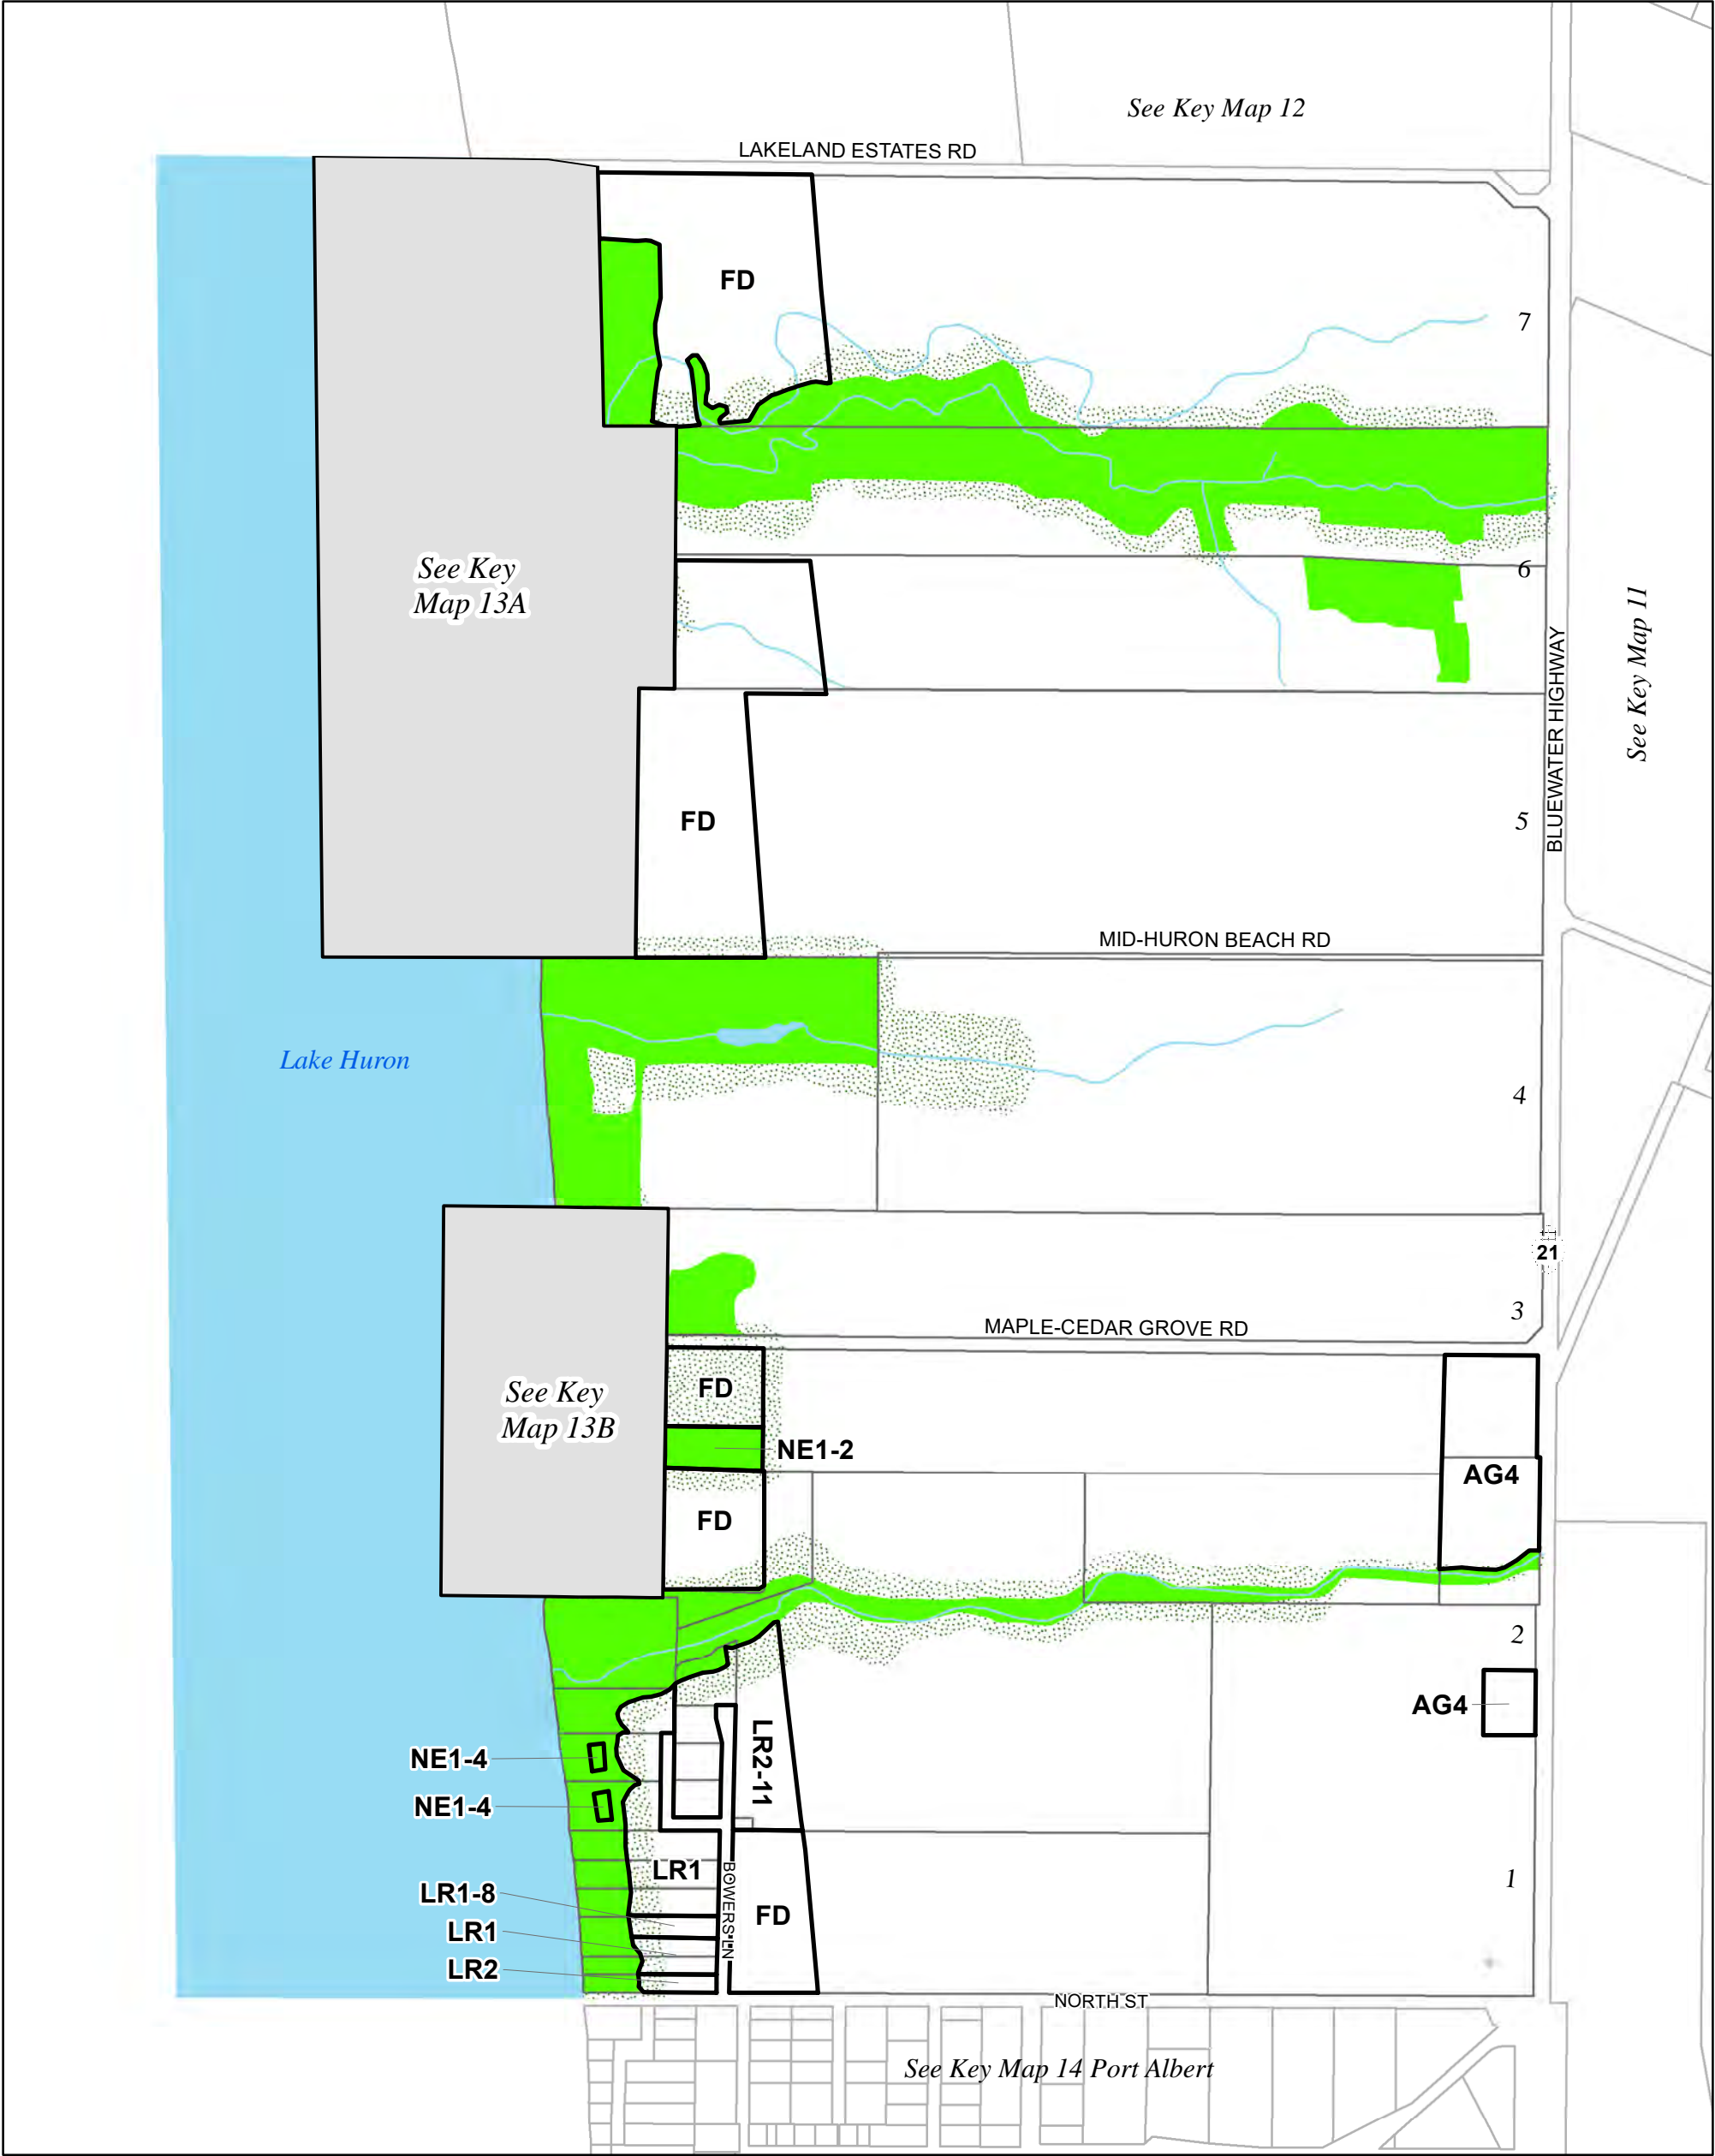 See Key Map 12
LAKELAND ESTATES RD
FD
7
See Key
Map 13A
6
See Key Map 11
BLUEWATER HIGHWAY
FD
5
MID-HURON BEACH RD
Lake Huron
4
21
3
MAPLE-CEDAR GROVE RD
See Key
Map 13B
FD
NE1-2
AG4
FD
2
AG4
LR2-11
NE1-4
NE1-4
LR1
BOWERS LN
1
LR1-8
FD
LR1
LR2
NORTH ST
See Key Map 14 Port Albert